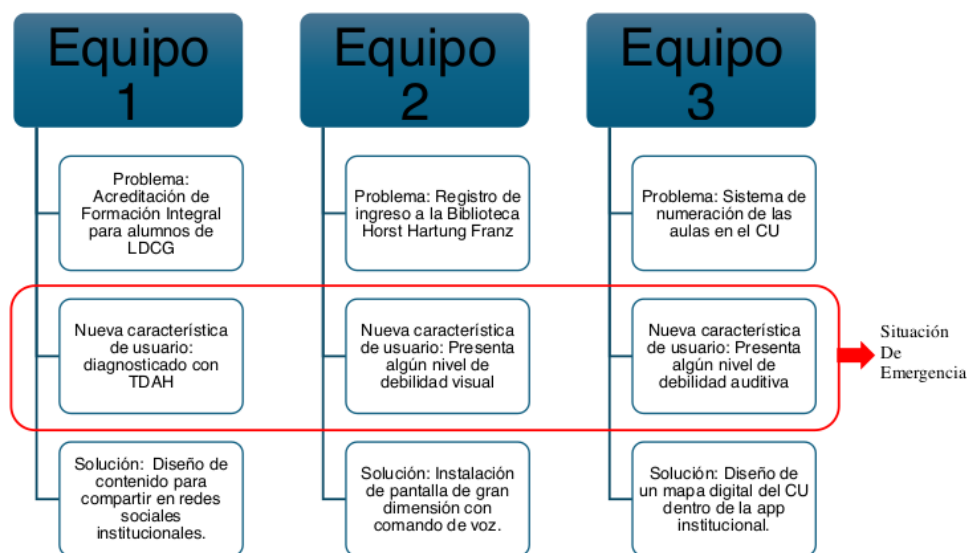 Equipo
1
Problema:
Acreditación de
Formación Integral
para alumnos de
LDCG
Nueva característica
de usuario:
diagnosticado con
TDAH
Solución: Diseño de
contenido para
compartir en redes
sociales
institucionales.
Equipo
2
Problema: Registro de
ingreso a la Biblioteca
Horst Hartung Franz
Nueva característica
de usuario: Presenta
algún nivel de
debilidad visual
Solución: Instalación
de pantalla de gran
dimensión con
comando de voz.
Equipo
3
Problema: Sistema de
numeración de las
aulas en el CU
Nueva característica
de usuario: Presenta
algún nivel de
debilidad auditiva
Solución: Diseño de
un mapa digital del CU
dentro de la app
institucional.
Situación
De
Emergencia